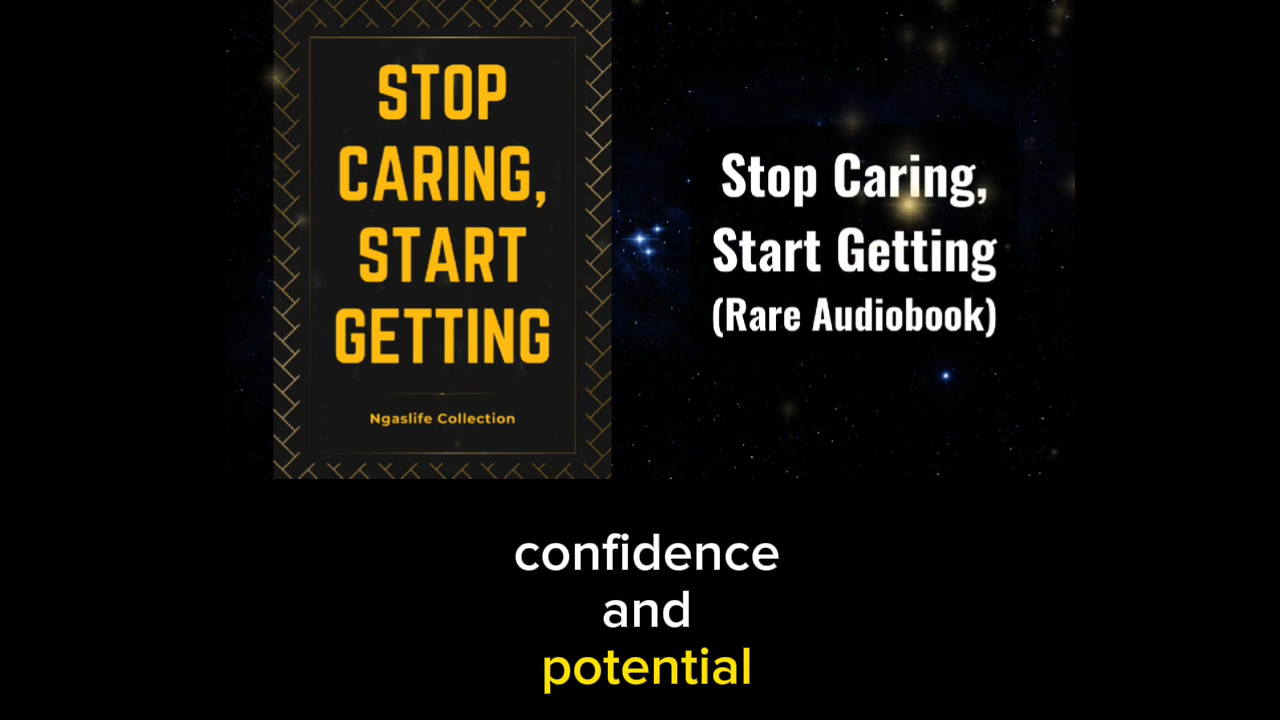 STOP
CARING,
START
GETTING
Ngaslife Collection
Stop Caring,
Start Getting
(Rare Audiobook)
confidence
and
potential